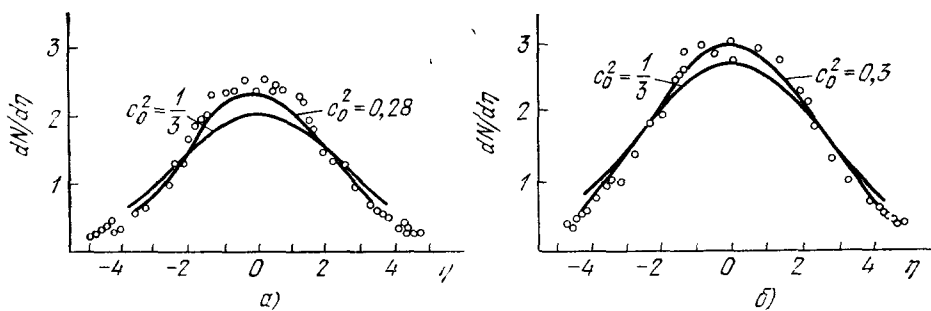 dN/dη
3
2
1
c₀² = 1/3
c₀² = 0,28
-4 -2 0 2 4 η
а)
dN/dη
3
2
1
c₀² = 1/3
c₀² = 0,3
-4 -2 0 2 4 η
б)